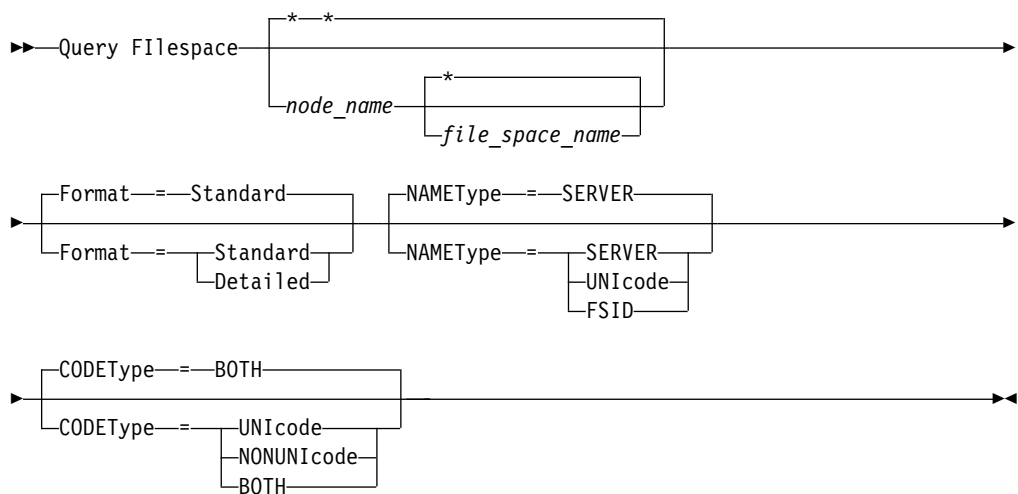 * *
Query FIlespace
*
node_name
file_space_name
Format = Standard NAMEType = SERVER
Format = Standard NAMEType = SERVER
Detailed UNIcode
FSID
CODEType = BOTH
CODEType = UNIcode
NONUNIcode
BOTH